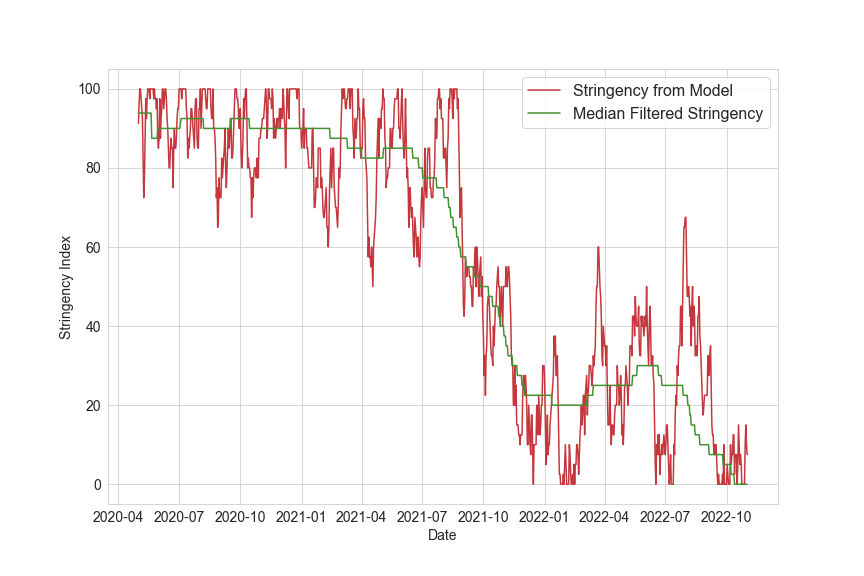 Stringency from Model
Median Filtered Stringency
100
80
60
40
20
0
Stringency Index
2020-04 2020-07 2020-10 2021-01 2021-04 2021-07 2021-10 2022-01 2022-04 2022-07 2022-10
Date